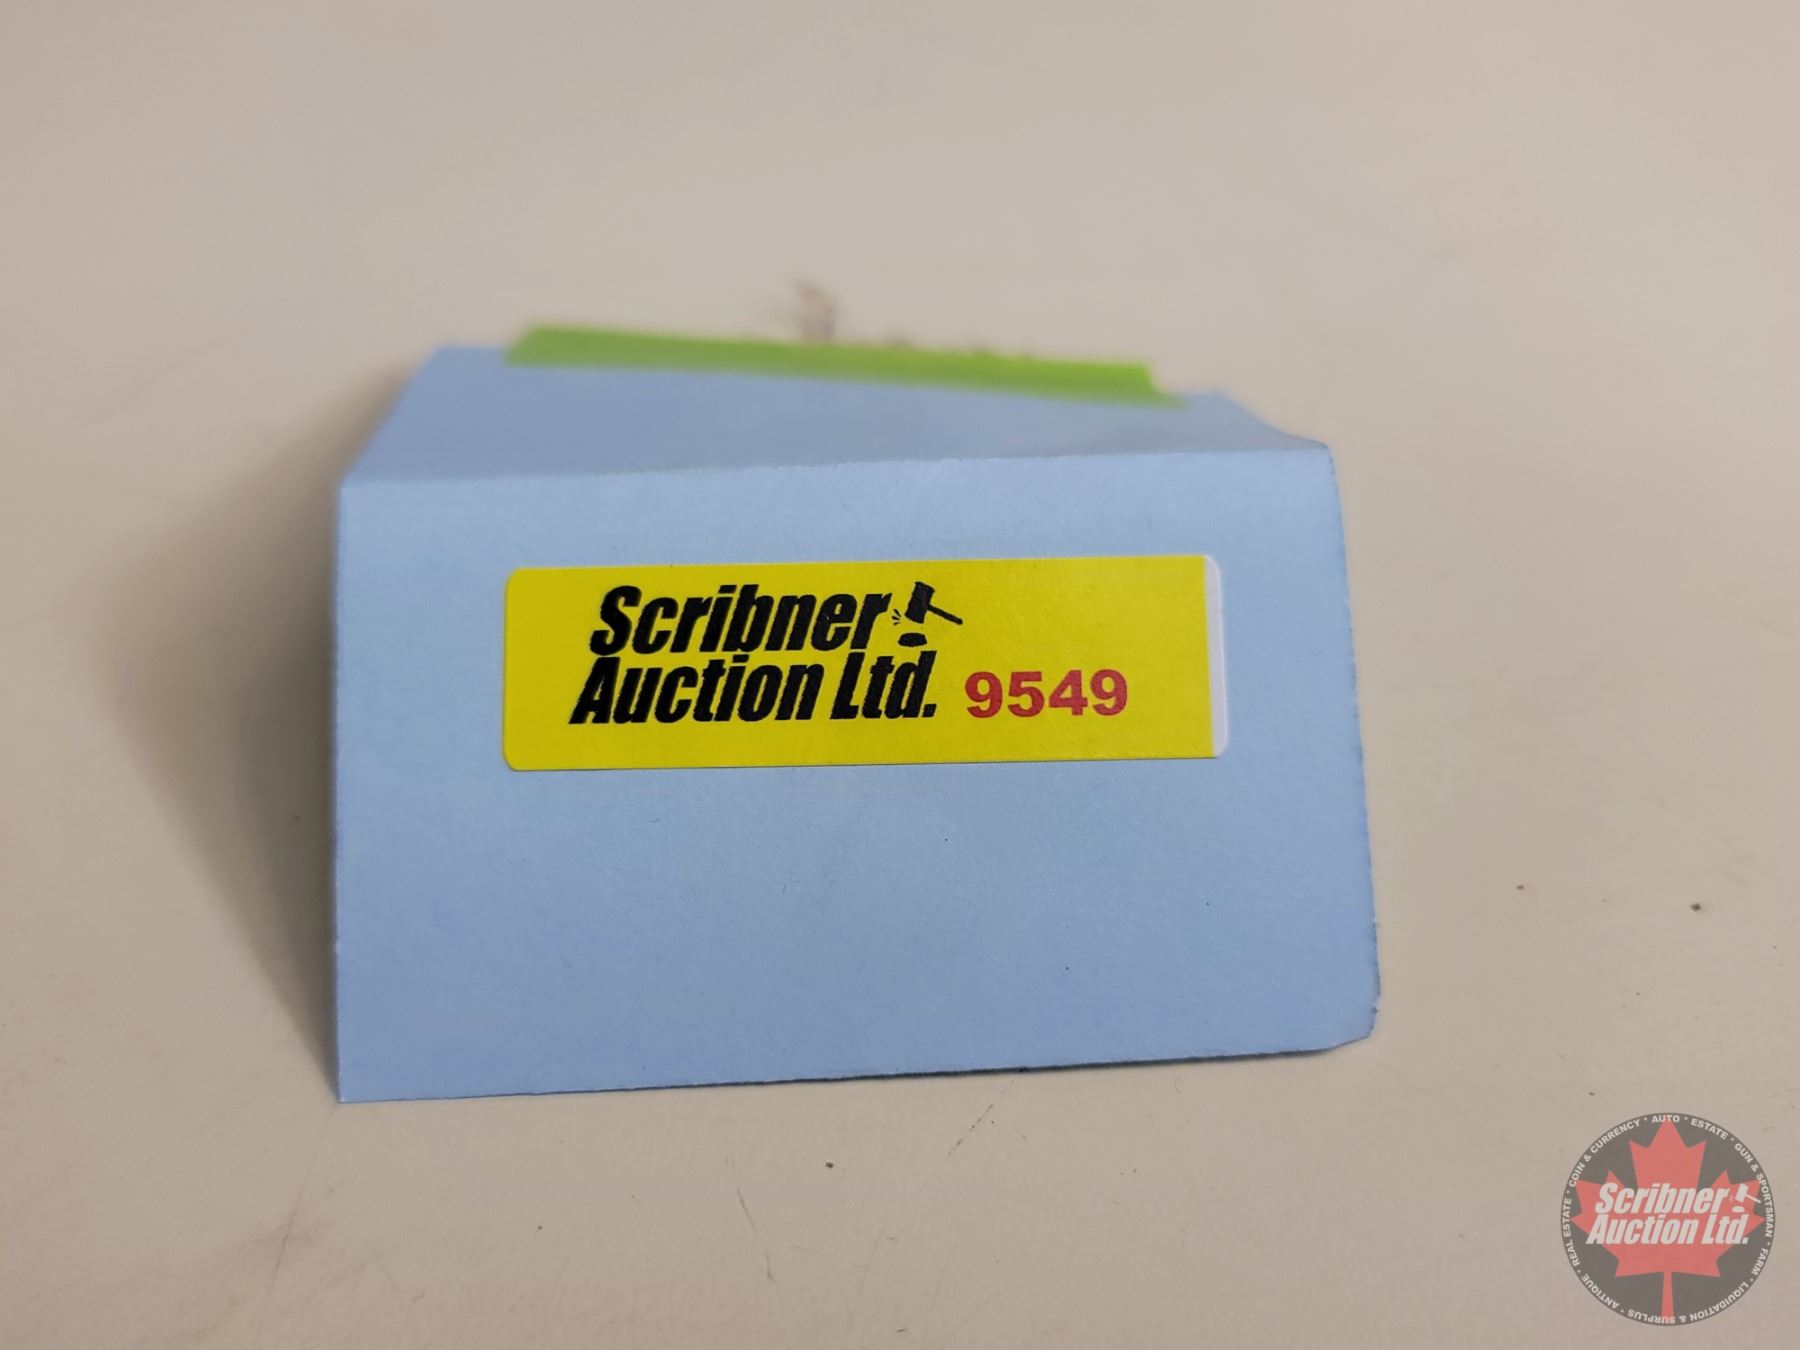 Scribner
Auction Ltd. 9549
COIN & CURRENCY • AUTO • ESTATE • GUN & SPORTSMAN • FARM • LIQUIDATION & SURPLUS • ANTIQUE • REAL ESTATE •
Scribner
Auction Ltd.